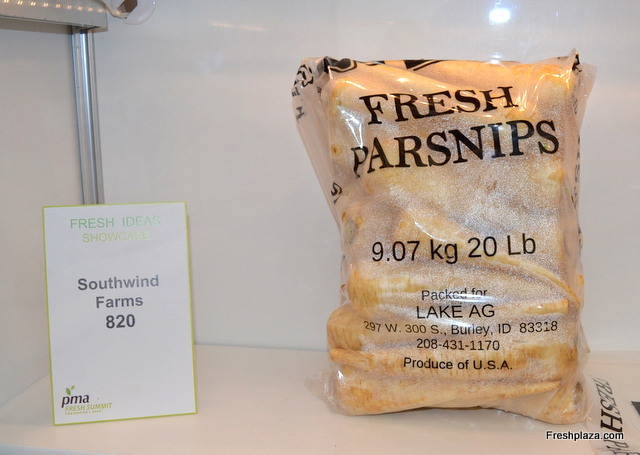 FRESH IDEAS
SHOWCASE
Southwind
Farms
820
pma
FRESH SUMMIT
FRESH
PARSNIPS
9.07 kg 20 Lb
Packed for
LAKE AG
297 W. 300 S., Burley, ID 83318
208-431-1170
Produce of U.S.A.
FRESH
Freshplaza.com